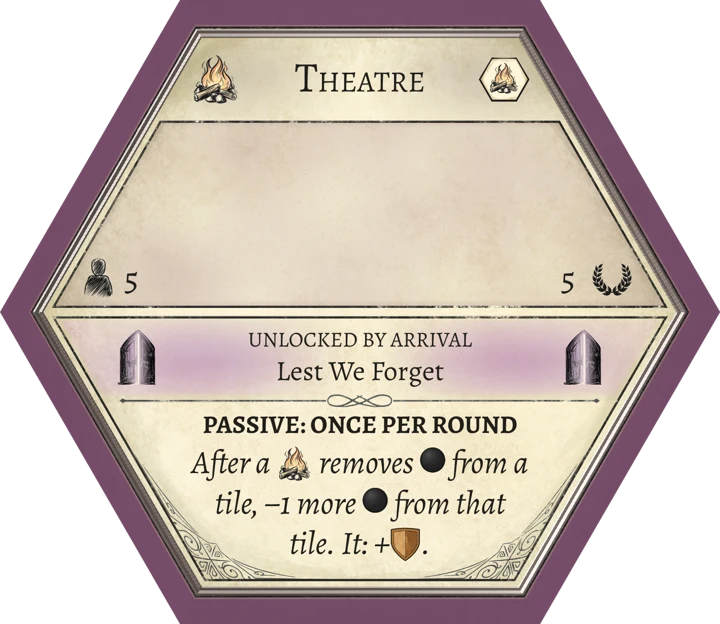 THEATRE
5
5
UNLOCKED BY ARRIVAL
Lest We Forget
PASSIVE: ONCE PER ROUND
After a removes from a
tile, –1 more from that
tile. It: + .